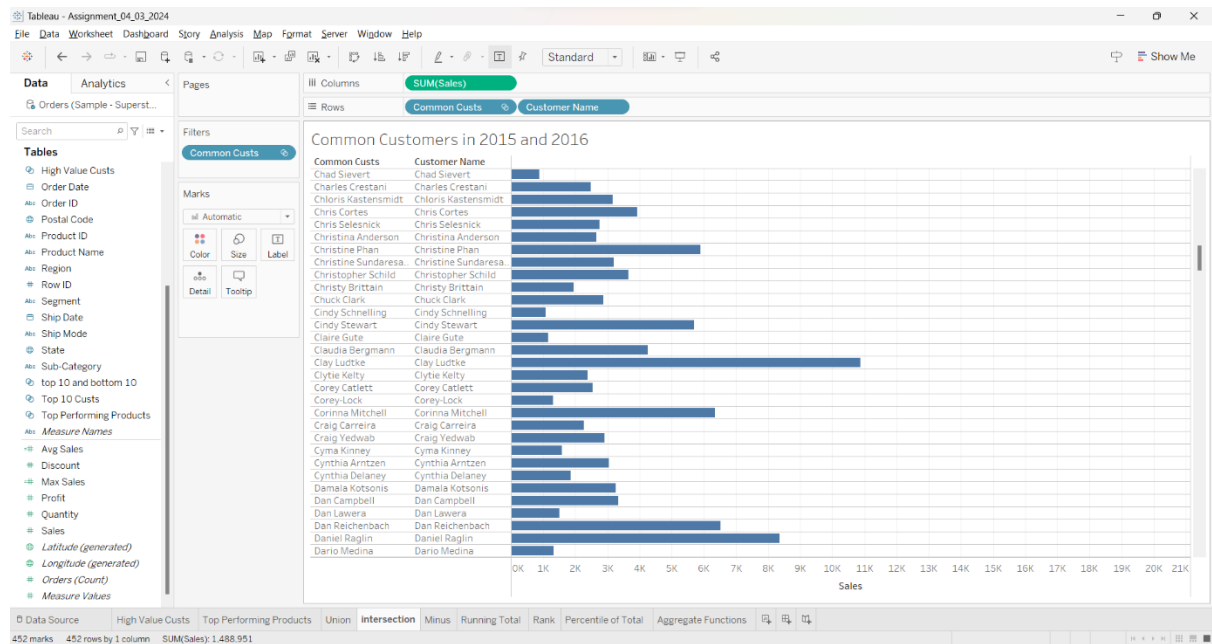 Tableau - Assignment_04_03_2024
File Data Worksheet Dashboard Story Analysis Map Format Server Window Help
Standard
Show Me
Data Analytics
Orders (Sample - Superst...
Search
Tables
High Value Custs
Order Date
Abc Order ID
Postal Code
Abc Product ID
Abc Product Name
Abc Region
# Row ID
Abc Segment
Ship Date
Abc Ship Mode
State
Abc Sub-Category
top 10 and bottom 10
Top 10 Custs
Top Performing Products
Abc Measure Names
=# Avg Sales
# Discount
=# Max Sales
# Profit
# Quantity
# Sales
Latitude (generated)
Longitude (generated)
# Orders (Count)
# Measure Values
Pages
Filters
Common Custs
Marks
Automatic
Color Size Label
Detail Tooltip
Columns SUM(Sales)
Rows Common Custs Customer Name
Common Customers in 2015 and 2016
Common Custs Customer Name
Chad Sievert Chad Sievert
Charles Crestani Charles Crestani
Chloris Kastensmidt Chloris Kastensmidt
Chris Cortes Chris Cortes
Chris Selesnick Chris Selesnick
Christina Anderson Christina Anderson
Christine Phan Christine Phan
Christine Sundaresa.. Christine Sundaresa..
Christopher Schild Christopher Schild
Christy Brittain Christy Brittain
Chuck Clark Chuck Clark
Cindy Schnelling Cindy Schnelling
Cindy Stewart Cindy Stewart
Claire Gute Claire Gute
Claudia Bergmann Claudia Bergmann
Clay Ludtke Clay Ludtke
Clytie Kelty Clytie Kelty
Corey Catlett Corey Catlett
Corey-Lock Corey-Lock
Corinna Mitchell Corinna Mitchell
Craig Carreira Craig Carreira
Craig Yedwab Craig Yedwab
Cyma Kinney Cyma Kinney
Cynthia Arntzen Cynthia Arntzen
Cynthia Delaney Cynthia Delaney
Damala Kotsonis Damala Kotsonis
Dan Campbell Dan Campbell
Dan Lawera Dan Lawera
Dan Reichenbach Dan Reichenbach
Daniel Raglin Daniel Raglin
Dario Medina Dario Medina
0K 1K 2K 3K 4K 5K 6K 7K 8K 9K 10K 11K 12K 13K 14K 15K 16K 17K 18K 19K 20K 21K
Sales
Data Source High Value Custs Top Performing Products Union intersection Minus Running Total Rank Percentile of Total Aggregate Functions
452 marks 452 rows by 1 column SUM(Sales): 1,488,951